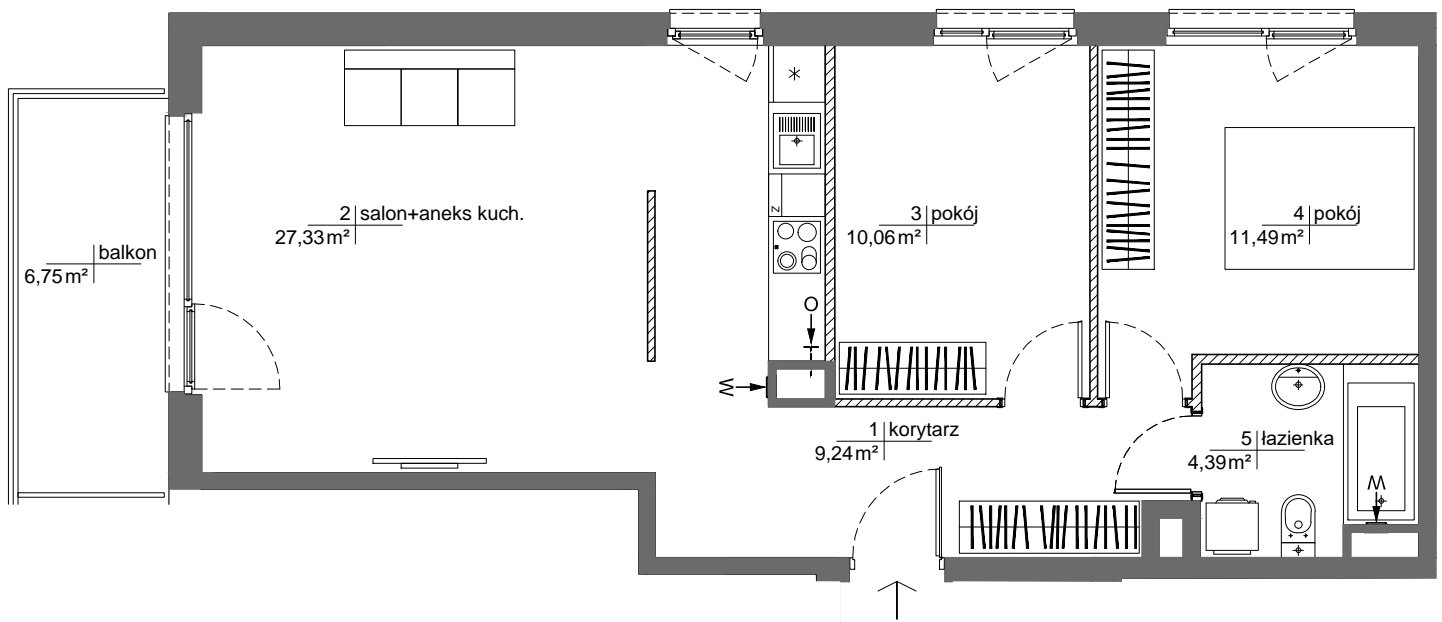 balkon
6,75 m²
2 salon+aneks kuch.
27,33 m²
3 pokój
10,06 m²
4 pokój
11,49 m²
z
O
W
1 korytarz
9,24 m²
5 łazienka
4,39 m²
W